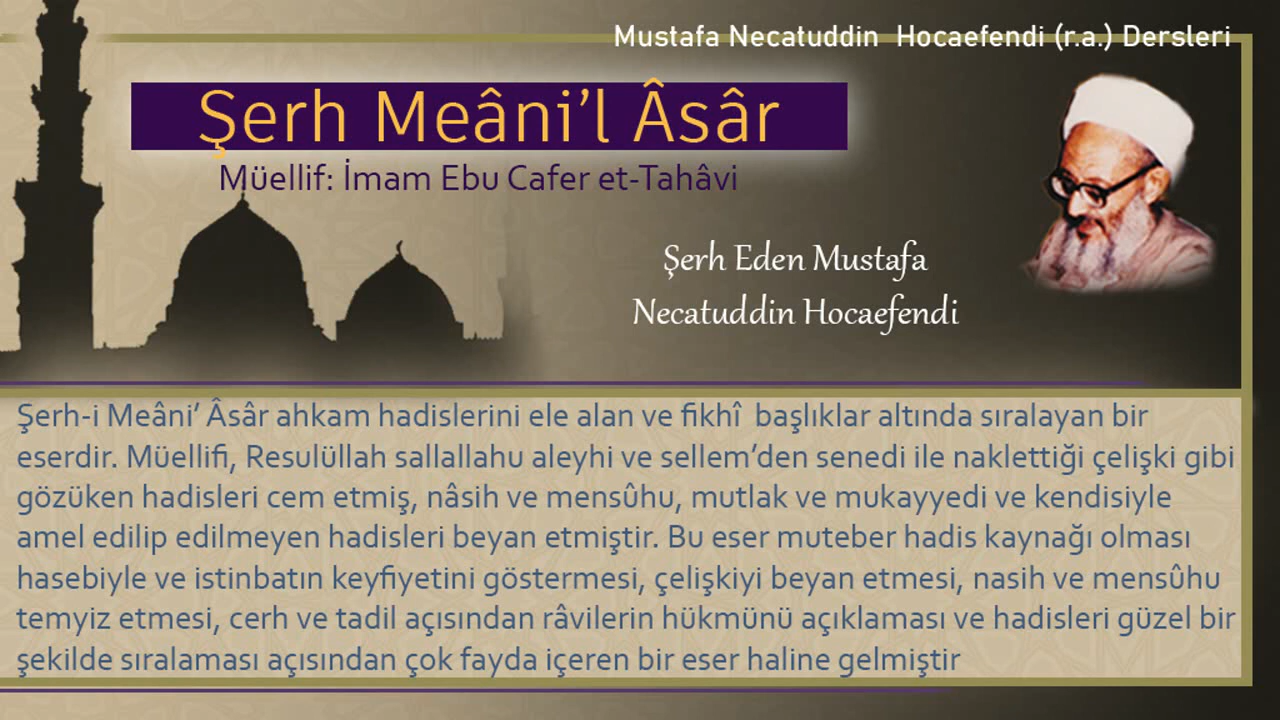 Mustafa Necatuddin Hocaefendi (r.a.) Dersleri
Şerh Meâni’l Âsâr
Müellif: İmam Ebu Cafer et-Tahâvi
Şerh Eden Mustafa
Necatuddin Hocaefendi
Şerh-i Meâni’ Âsâr ahkam hadislerini ele alan ve fikhî başlıklar altında sıralayan bir
eserdir. Müellifi, Resulüllah sallallahu aleyhi ve sellem’den senedi ile naklettiği çelişki gibi
gözüken hadisleri cem etmiş, nâsih ve mensûhu, mutlak ve mukayyedi ve kendisiyle
amel edilip edilmeyen hadisleri beyan etmiştir. Bu eser muteber hadis kaynağı olması
hasebiyle ve istinbatın keyfiyetini göstermesi, çelişkiyi beyan etmesi, nasih ve mensûhu
temyiz etmesi, cerh ve tadil açısından râvilerin hükmünü açıklaması ve hadisleri güzel bir
şekilde sıralaması açısından çok fayda içeren bir eser haline gelmiştir